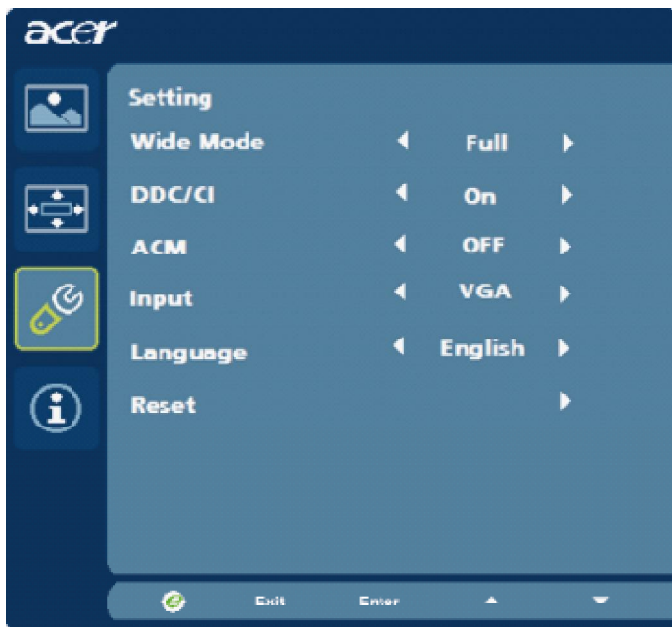 acer
Setting
Wide Mode Full
DDC/CI On
ACM OFF
Input VGA
Language English
Reset
Exit Enter